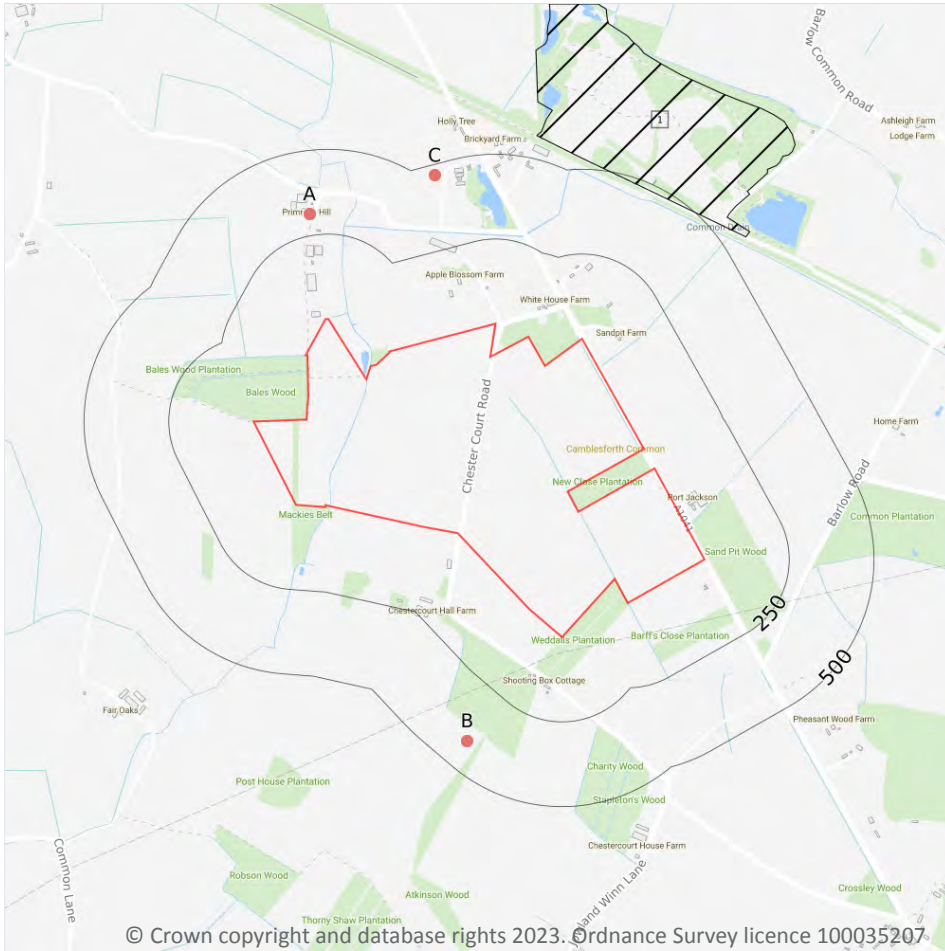 Barlow
Common Road
Holly Tree
Ashleigh Farm
Lodge Farm
1
Brickyard Farm
C
A
Common Drain
Apple Blossom Farm
White House Farm
Sandpit Farm
Bales Wood Plantation
Bales Wood
Chester Court Road
Home Farm
Camblesforth Common
New Close Plantation
Port Jackson
A1041
Barlow Road
Common Plantation
Mackies Belt
Sand Pit Wood
Chestercourt Hall Farm
250
Weddalls Plantation
Barff's Close Plantation
500
Shooting Box Cottage
Fair Oaks
B
Pheasant Wood Farm
Charity Wood
Post House Plantation
Stapleton's Wood
Chestercourt House Farm
Common Lane
Robson Wood
Winn Lane
Atkinson Wood
Crossley Wood
Thorny Shaw Plantation
© Crown copyright and database rights 2023. Ordnance Survey licence 100035207